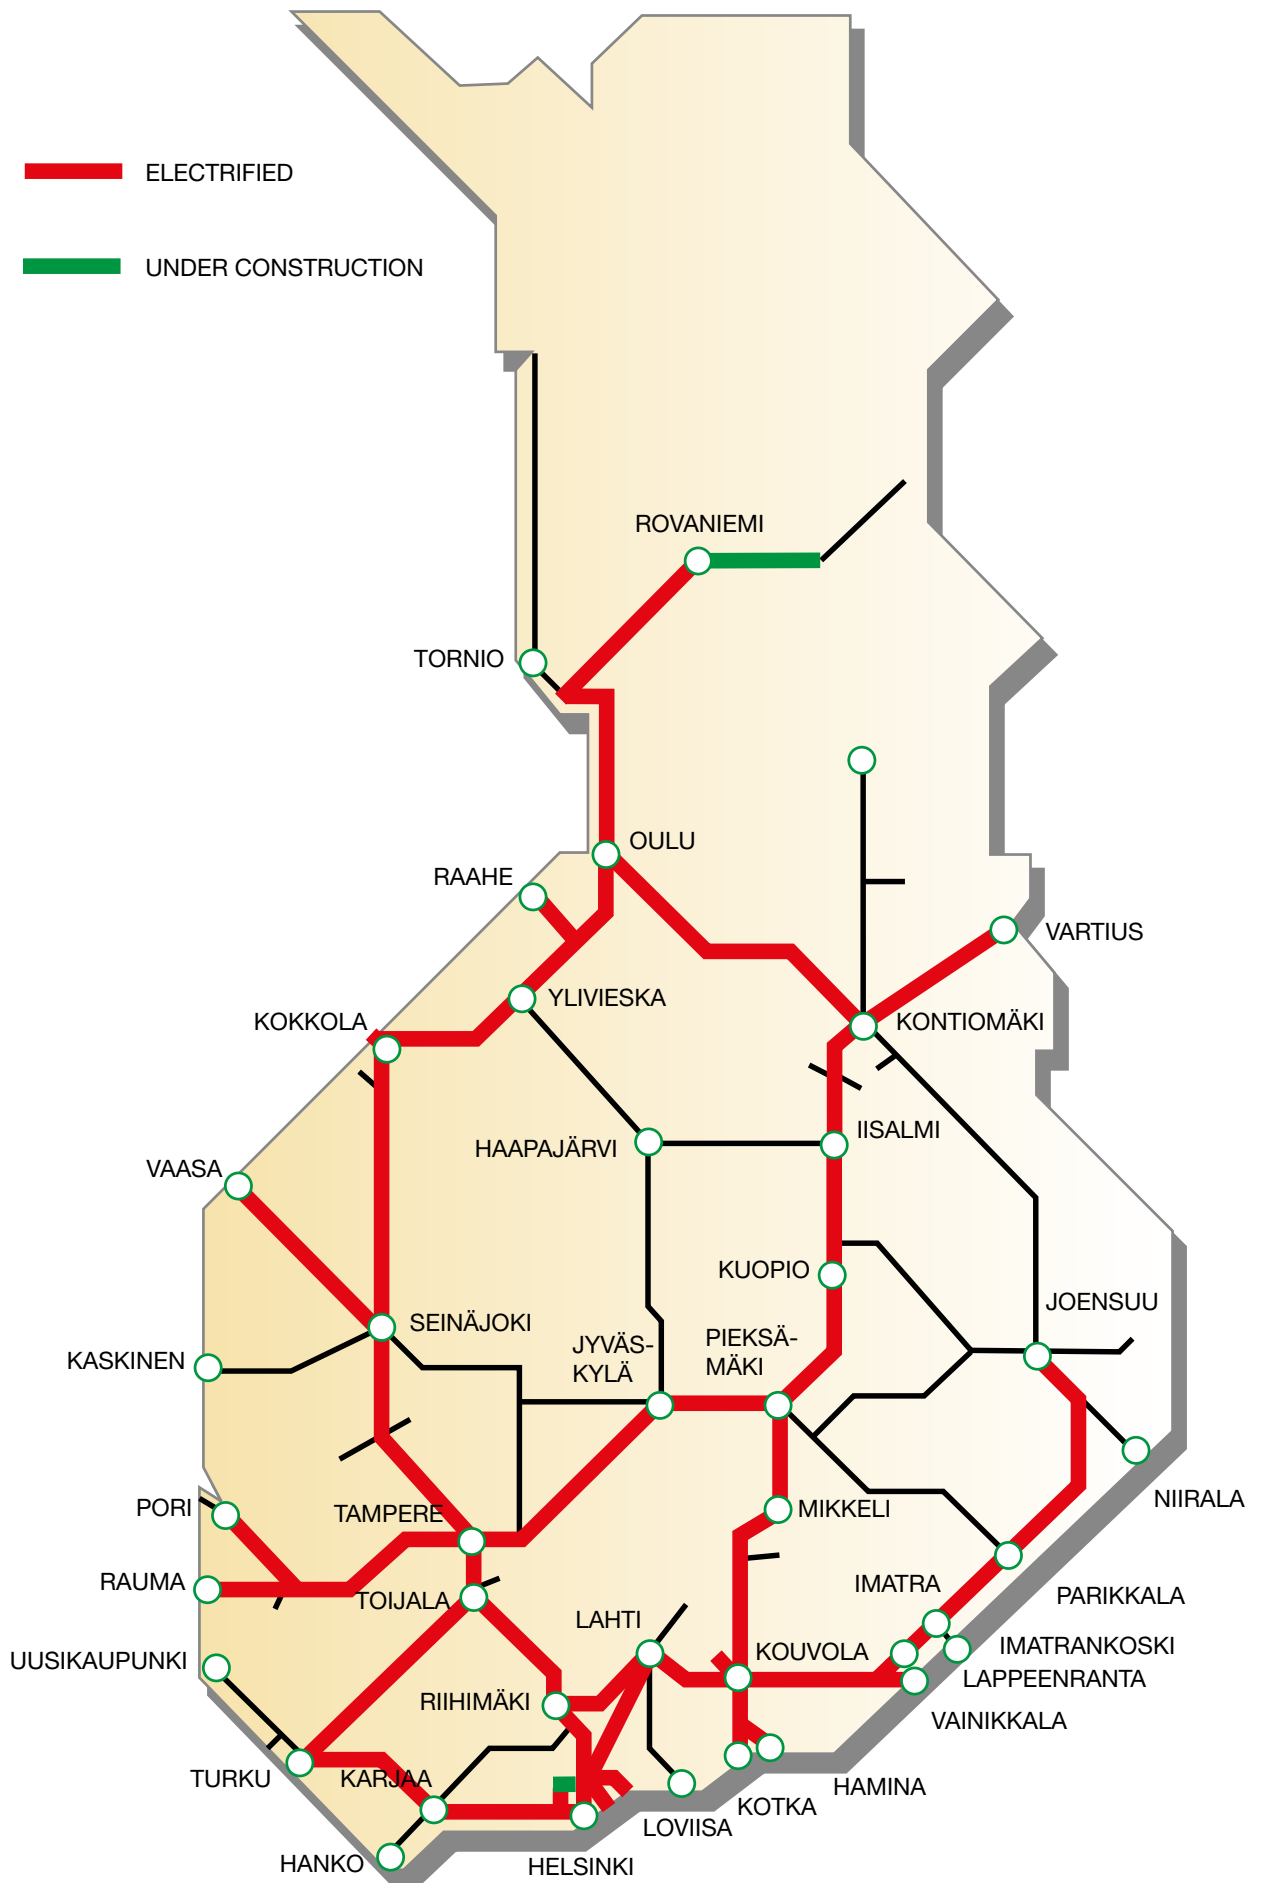 ELECTRIFIED
UNDER CONSTRUCTION
ROVANIEMI
TORNIO
OULU
RAAHE
VARTIUS
YLIVIESKA
KOKKOLA
KONTIOMÄKI
IISALMI
HAAPAJÄRVI
VAASA
KUOPIO
JOENSUU
SEINÄJOKI
JYVÄS-
KYLÄ
PIEKSÄ-
MÄKI
KASKINEN
NIIRALA
PORI
TAMPERE
MIKKELI
RAUMA
TOIJALA
IMATRA
PARIKKALA
LAHTI
IMATRANKOSKI
KOUVOLA
UUSIKAUPUNKI
LAPPEENRANTA
RIIHIMÄKI
VAINIKKALA
TURKU
KARJAA
HAMINA
KOTKA
LOVIISA
HANKO
HELSINKI